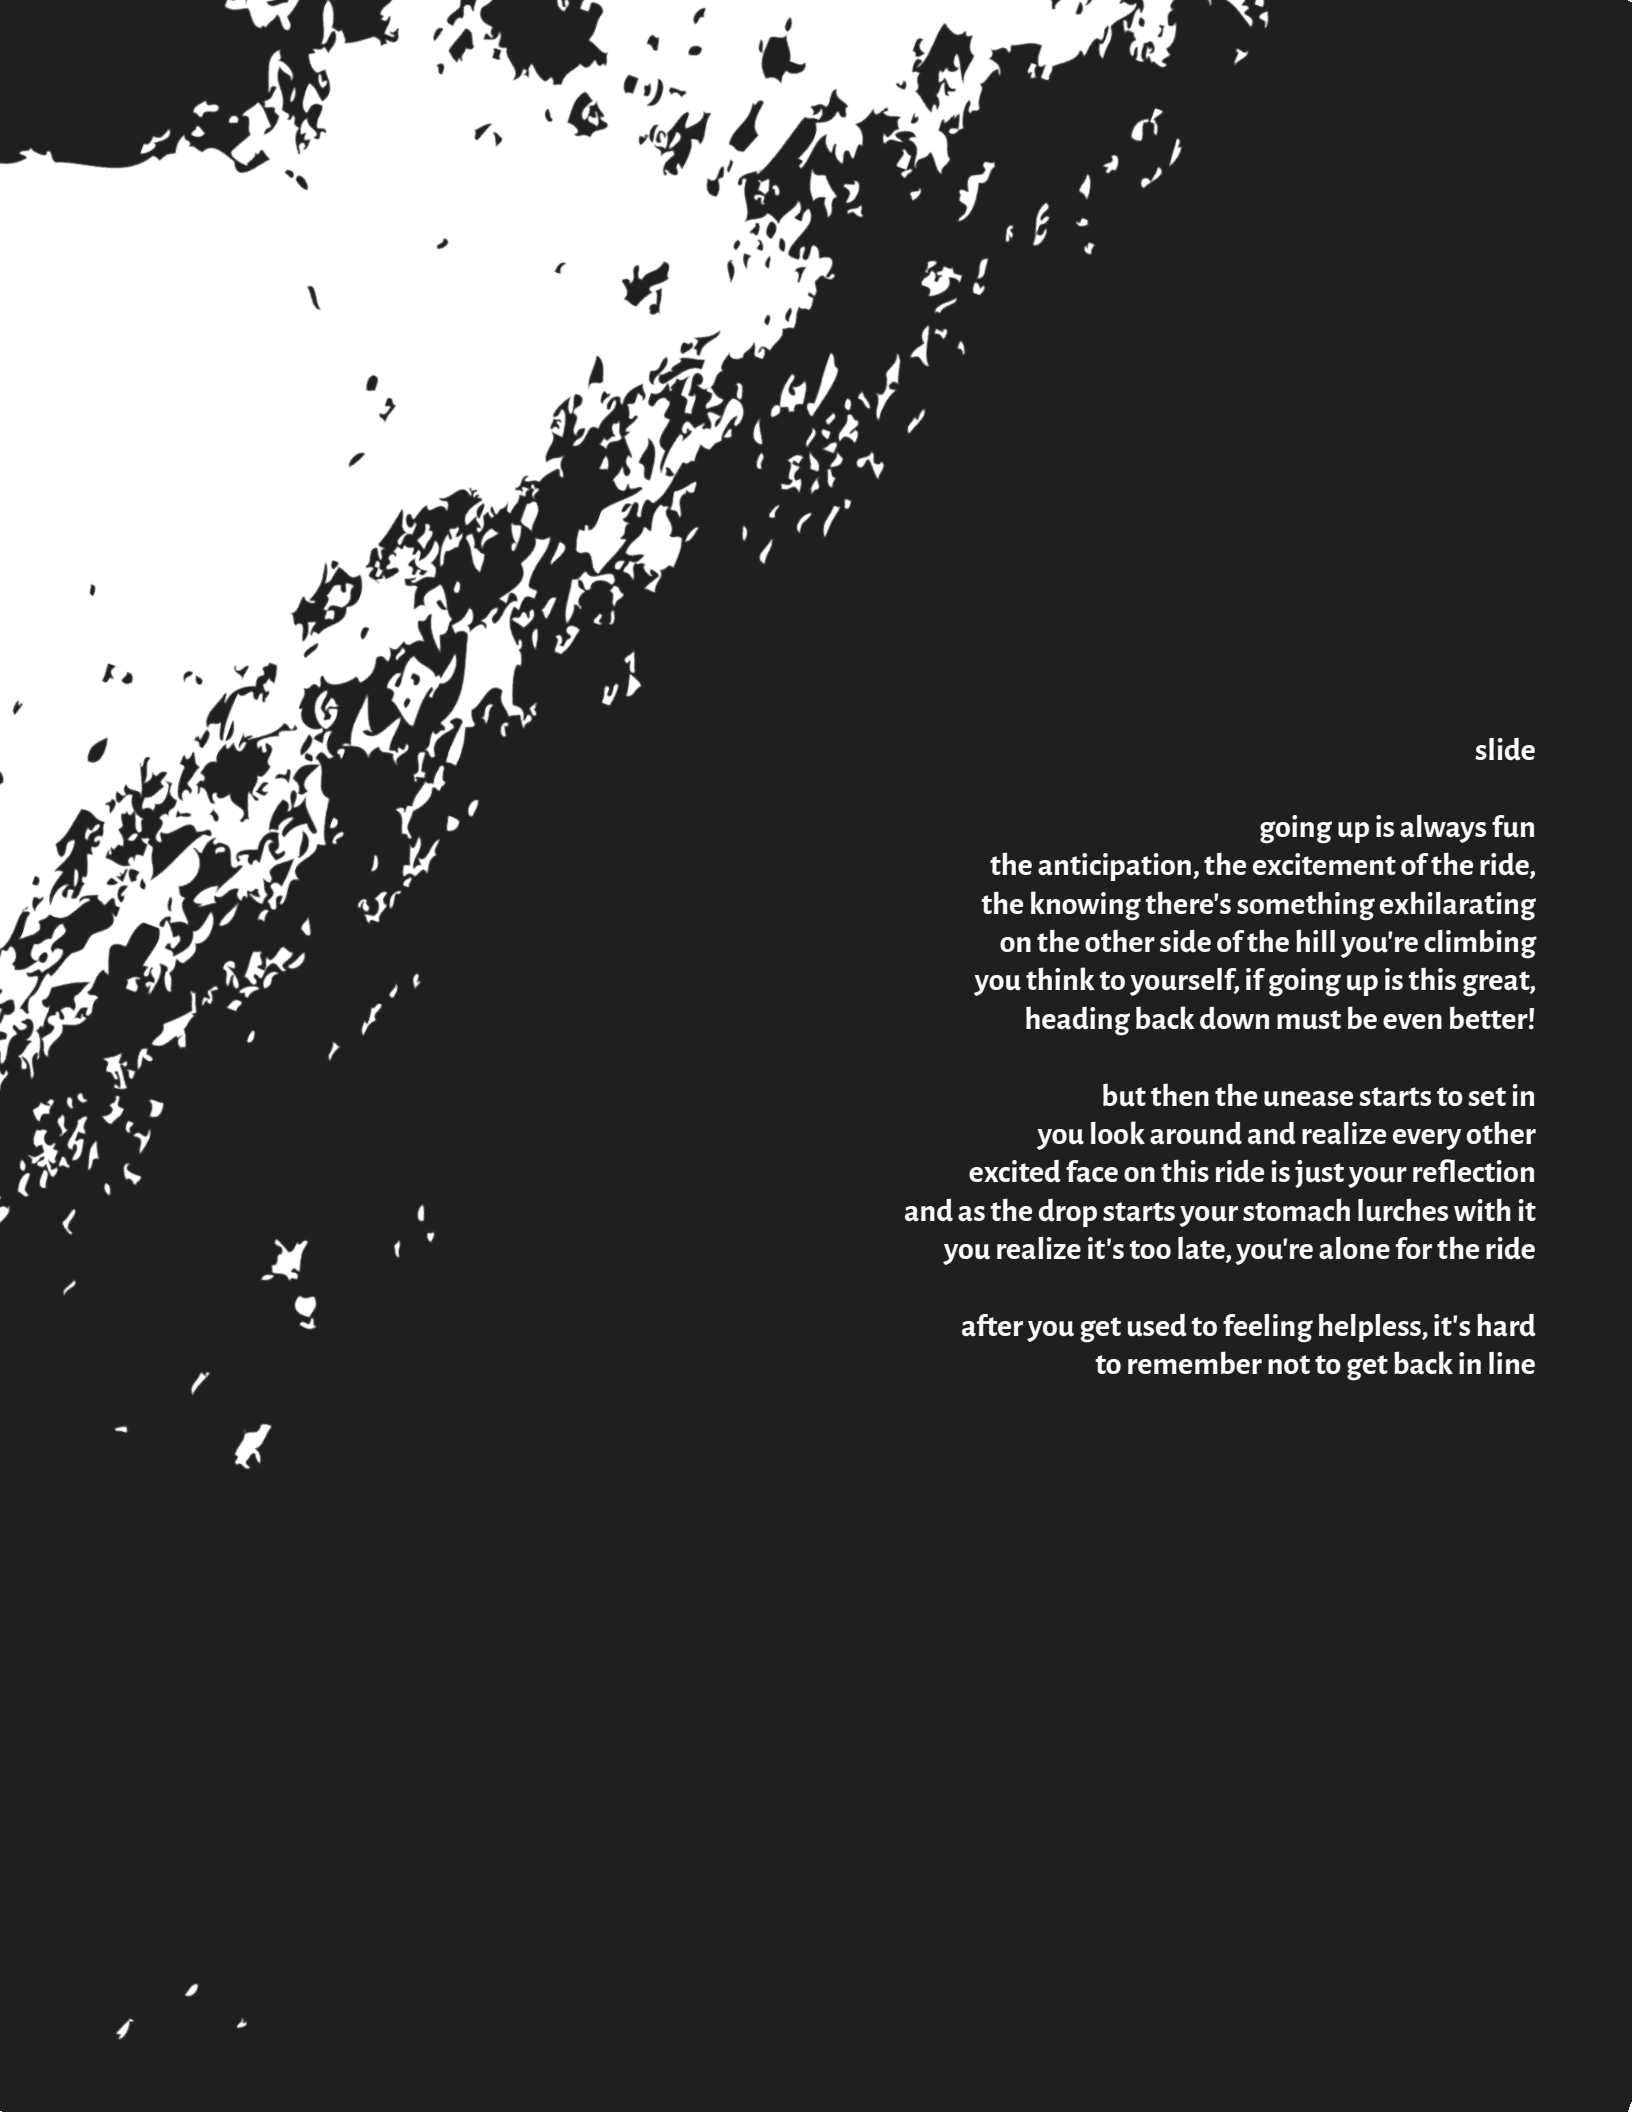 slide
going up is always fun
the anticipation, the excitement of the ride,
the knowing there's something exhilarating
on the other side of the hill you're climbing
you think to yourself, if going up is this great,
heading back down must be even better!
but then the unease starts to set in
you look around and realize every other
excited face on this ride is just your reflection
and as the drop starts your stomach lurches with it
you realize it's too late, you're alone for the ride
after you get used to feeling helpless, it's hard
to remember not to get back in line